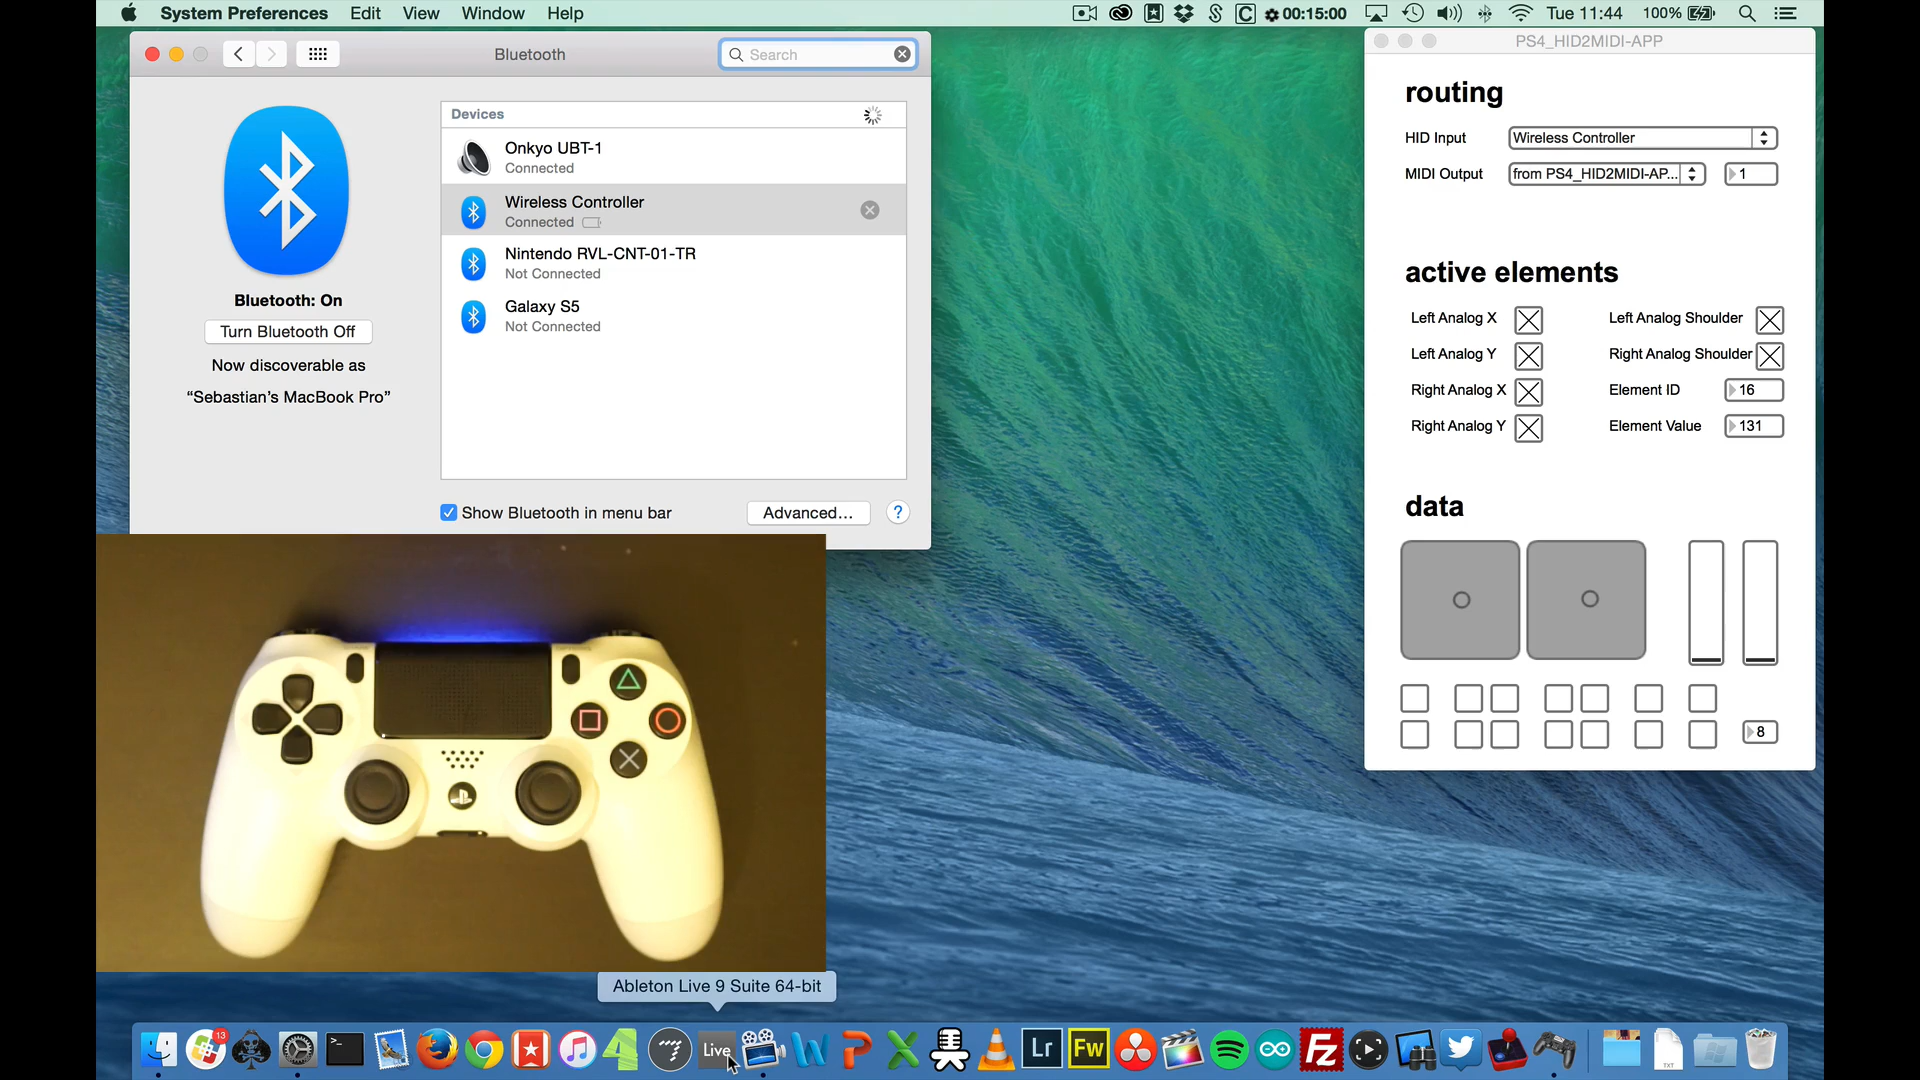 System Preferences Edit View Window Help
00:15:00 Tue 11:44 100%
Bluetooth
Search
Devices
Onkyo UBT-1
Connected
Wireless Controller
Connected
Nintendo RVL-CNT-01-TR
Not Connected
Galaxy S5
Not Connected
Bluetooth: On
Turn Bluetooth Off
Now discoverable as
“Sebastian’s MacBook Pro”
Show Bluetooth in menu bar
Advanced...
?
PS4_HID2MIDI-APP
routing
HID Input Wireless Controller
MIDI Output from PS4_HID2MIDI-AP... 1
active elements
Left Analog X Left Analog Shoulder
Left Analog Y Right Analog Shoulder
Right Analog X Element ID 16
Right Analog Y Element Value 131
data
8
Ableton Live 9 Suite 64-bit
13
Live
Lr
Fw
Fz
TXT